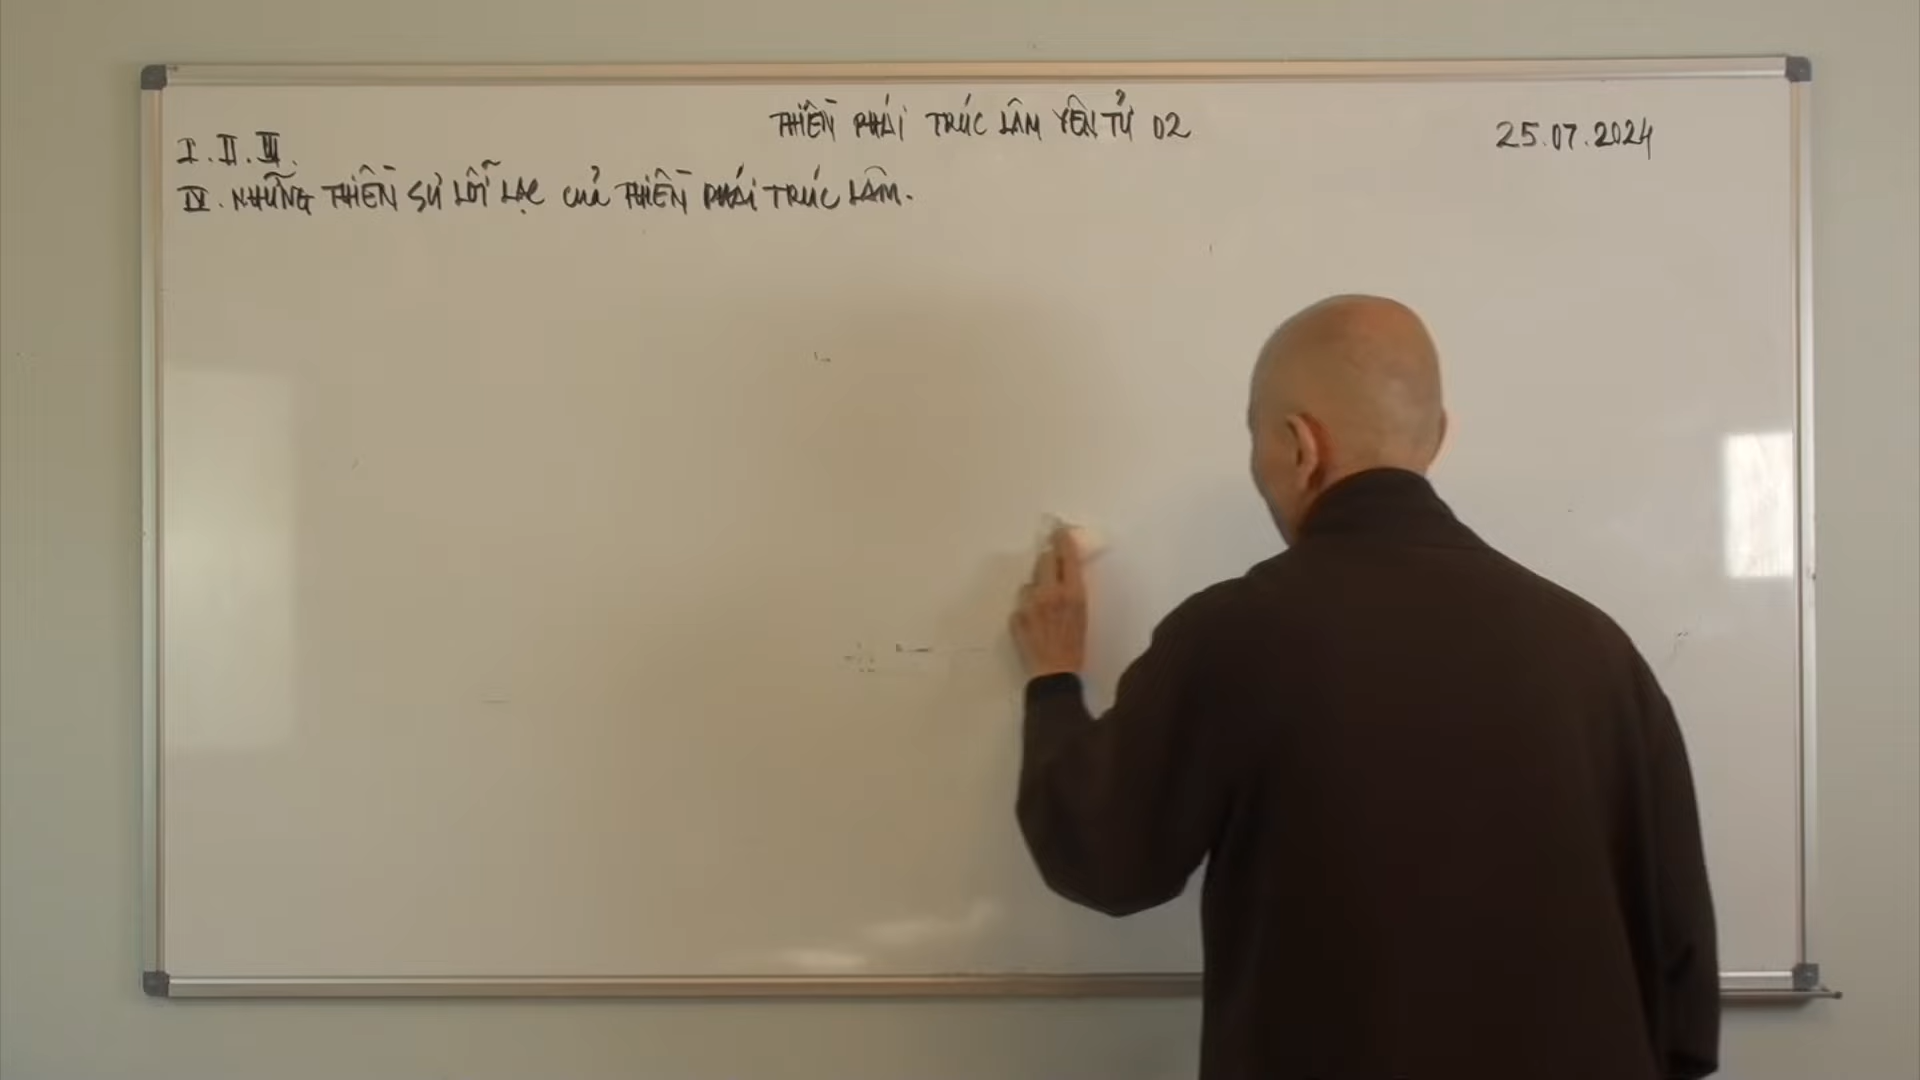 THIỀN PHÁI TRÚC LÂM YÊN TỬ 02
25.07.2024
I. II. III.
IV. NHỮNG THIỀN SƯ LỖI LẠC CỦA THIỀN PHÁI TRÚC LÂM.